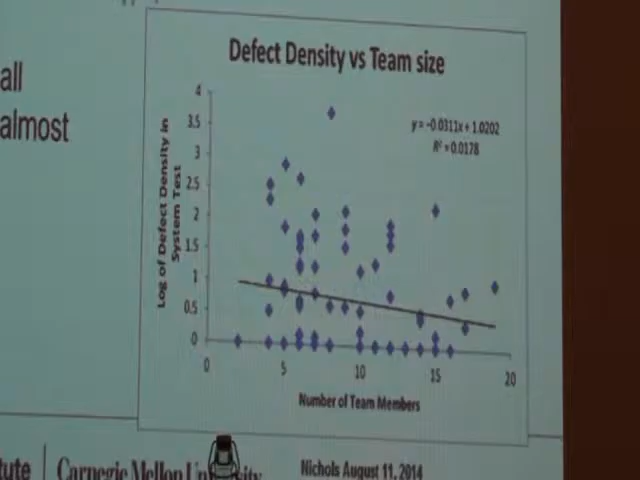 all
almost
Defect Density vs Team size
y = -0.0311x + 1.0202
R² = 0.0178
Log of Defect Density in
System Test
4
3.5
3
2.5
2
1.5
1
0.5
0
0
5
10
15
20
Number of Team Members
tute
Carnegie Mellon University
Nichols August 11, 2014